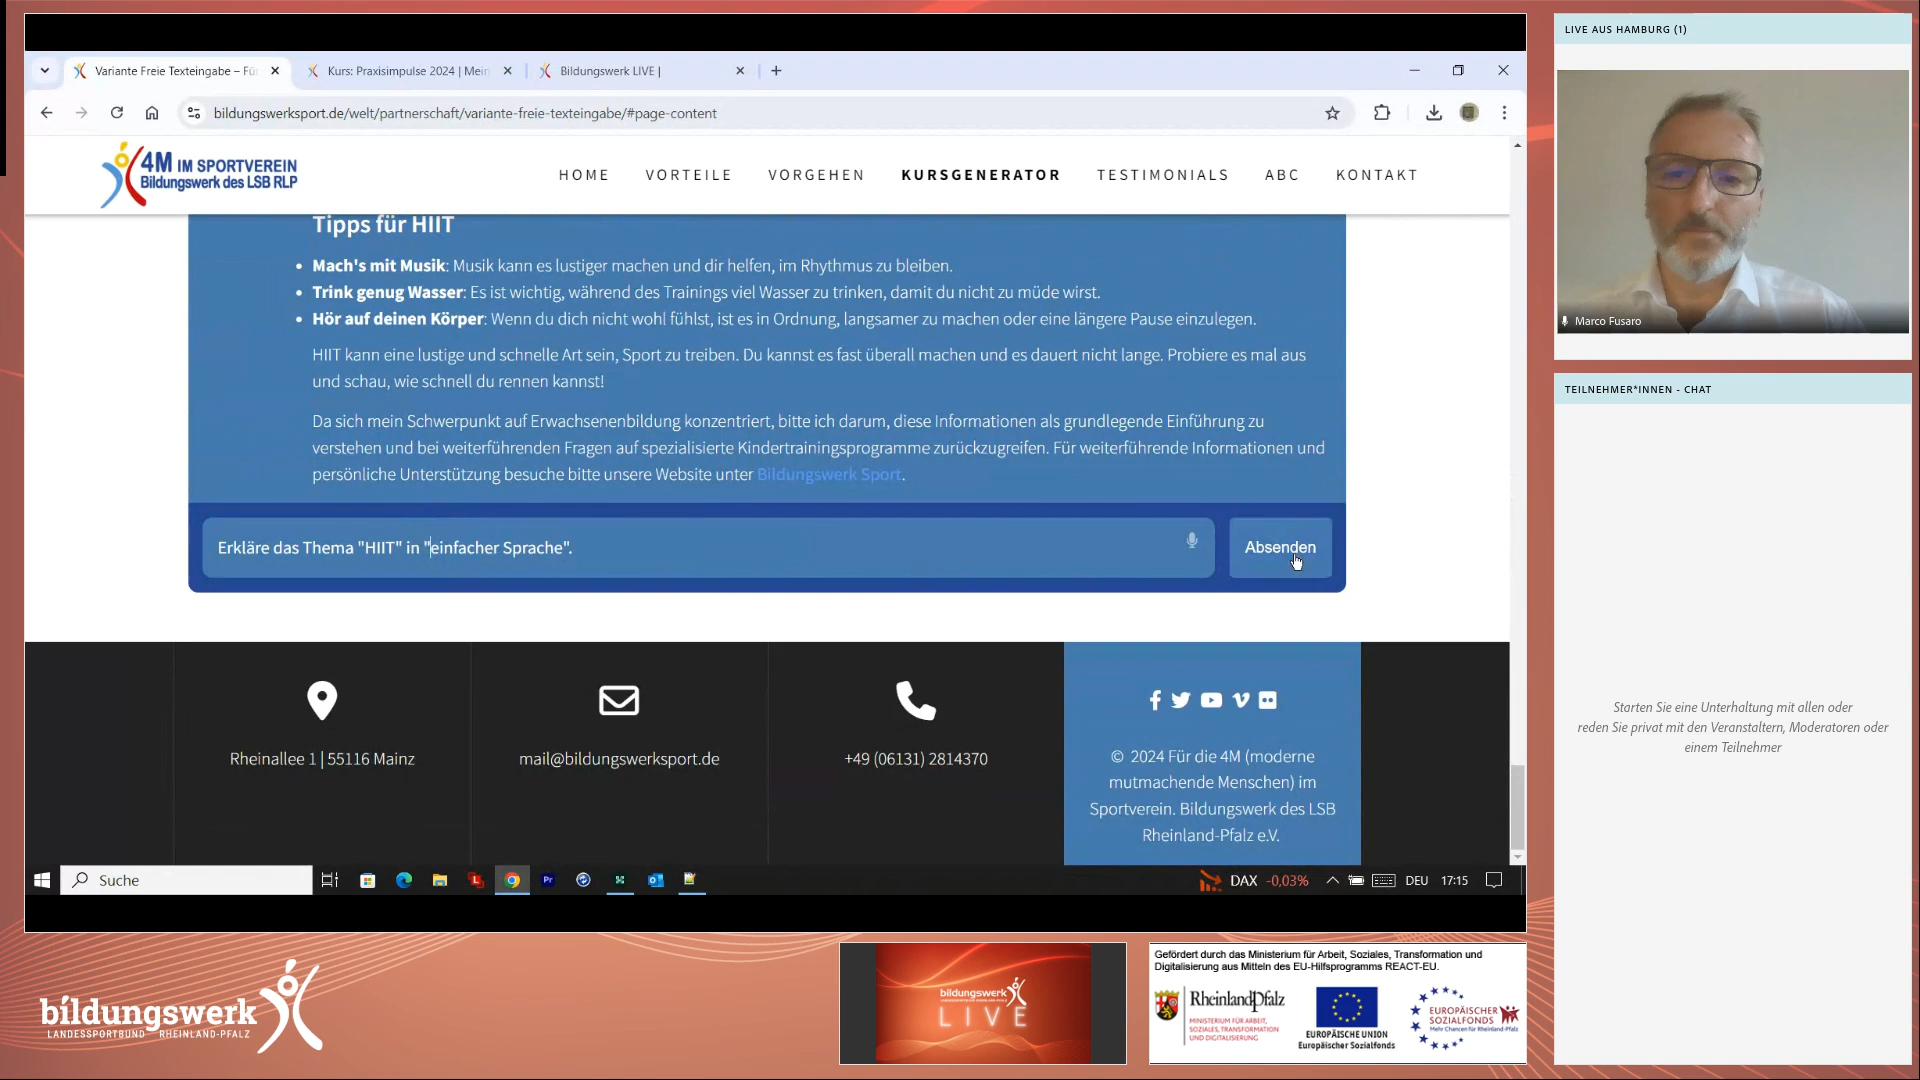 Variante Freie Texteingabe – Fü
Kurs: Praxisimpulse 2024 | Mein
Bildungswerk LIVE |
bildungswerksport.de/welt/partnerschaft/variante-freie-texteingabe/#page-content
4M IM SPORTVEREIN
Bildungswerk des LSB RLP
HOME VORTEILE VORGEHEN KURSGENERATOR TESTIMONIALS ABC KONTAKT
Tipps für HIIT
Mach's mit Musik: Musik kann es lustiger machen und dir helfen, im Rhythmus zu bleiben.
Trink genug Wasser: Es ist wichtig, während des Trainings viel Wasser zu trinken, damit du nicht zu müde wirst.
Hör auf deinen Körper: Wenn du dich nicht wohl fühlst, ist es in Ordnung, langsamer zu machen oder eine längere Pause einzulegen.
HIIT kann eine lustige und schnelle Art sein, Sport zu treiben. Du kannst es fast überall machen und es dauert nicht lange. Probiere es mal aus
und schau, wie schnell du rennen kannst!
Da sich mein Schwerpunkt auf Erwachsenenbildung konzentriert, bitte ich darum, diese Informationen als grundlegende Einführung zu
verstehen und bei weiterführenden Fragen auf spezialisierte Kindertrainingsprogramme zurückzugreifen. Für weiterführende Informationen und
persönliche Unterstützung besuche bitte unsere Website unter Bildungswerk Sport.
Erkläre das Thema "HIIT" in "einfacher Sprache".
Absenden
Rheinallee 1 | 55116 Mainz
mail@bildungswerksport.de
+49 (06131) 2814370
© 2024 Für die 4M (moderne
mutmachende Menschen) im
Sportverein. Bildungswerk des LSB
Rheinland-Pfalz e.V.
Suche
DAX -0,03%
DEU 17:15
LIVE AUS HAMBURG (1)
Marco Fusaro
TEILNEHMER*INNEN - CHAT
Starten Sie eine Unterhaltung mit allen oder
reden Sie privat mit den Veranstaltern, Moderatoren oder
einem Teilnehmer
bildungswerk
LANDESSPORTBUND RHEINLAND-PFALZ
bildungswerk
LIVE
Gefördert durch das Ministerium für Arbeit, Soziales, Transformation und
Digitalisierung aus Mitteln des EU-Hilfsprogramms REACT-EU.
RheinlandPfalz
MINISTERIUM FÜR ARBEIT,
SOZIALES, TRANSFORMATION
UND DIGITALISIERUNG
EUROPÄISCHE UNION
Europäischer Sozialfonds
EUROPÄISCHER
SOZIALFONDS
Mehr Chancen für Rheinland-Pfalz